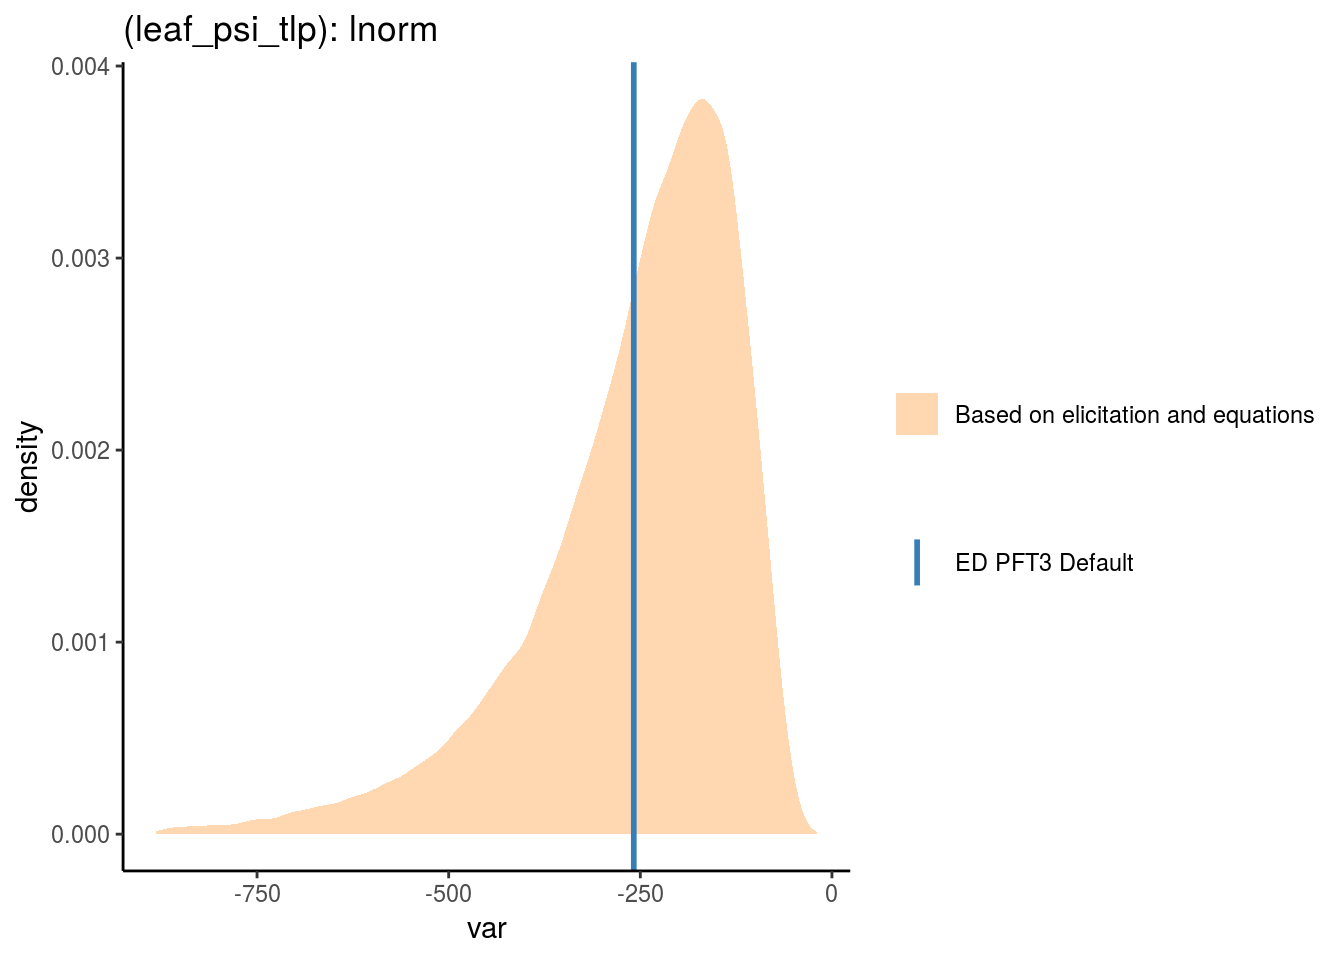 (leaf_psi_tlp): lnorm
0.004
0.003
0.002
0.001
0.000
density
-750
-500
-250
0
var
Based on elicitation and equations
ED PFT3 Default